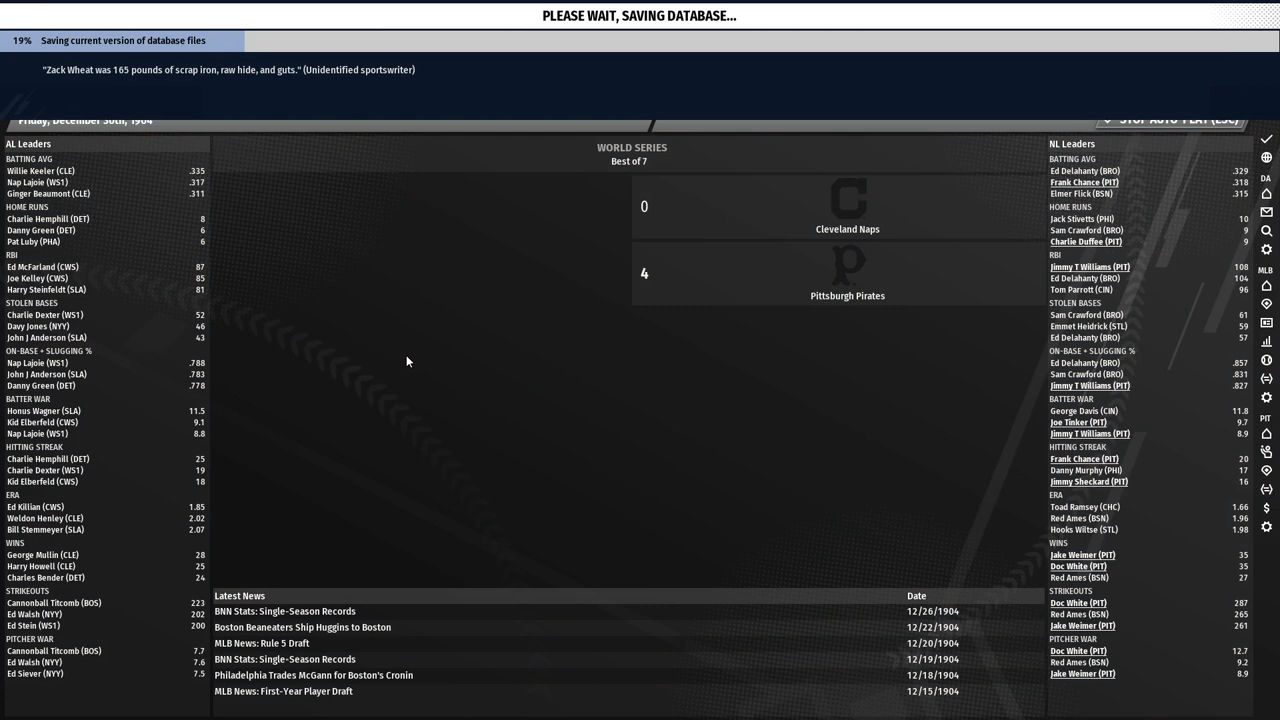 PLEASE WAIT, SAVING DATABASE...
19% Saving current version of database files
"Zack Wheat was 165 pounds of scrap iron, raw hide, and guts." (Unidentified sportswriter)
Friday, December 30th, 1904
STOP AUTO-PLAY (ESC)
AL Leaders
BATTING AVG
Willie Keeler (CLE) .335
Nap Lajoie (WS1) .317
Ginger Beaumont (CLE) .311
HOME RUNS
Charlie Hemphill (DET) 8
Danny Green (DET) 6
Pat Luby (PHA) 6
RBI
Ed McFarland (CWS) 87
Joe Kelley (CWS) 85
Harry Steinfeldt (SLA) 81
STOLEN BASES
Charlie Dexter (WS1) 52
Davy Jones (NYY) 46
John J Anderson (SLA) 43
ON-BASE + SLUGGING %
Nap Lajoie (WS1) .788
John J Anderson (SLA) .783
Danny Green (DET) .778
BATTER WAR
Honus Wagner (SLA) 11.5
Kid Elberfeld (CWS) 9.1
Nap Lajoie (WS1) 8.8
HITTING STREAK
Charlie Hemphill (DET) 25
Charlie Dexter (WS1) 19
Kid Elberfeld (CWS) 18
ERA
Ed Killian (CWS) 1.85
Weldon Henley (CLE) 2.02
Bill Stemmeyer (SLA) 2.07
WINS
George Mullin (CLE) 28
Harry Howell (CLE) 25
Charles Bender (DET) 24
STRIKEOUTS
Cannonball Titcomb (BOS) 223
Ed Walsh (NYY) 202
Ed Stein (WS1) 200
PITCHER WAR
Cannonball Titcomb (BOS) 7.7
Ed Walsh (NYY) 7.6
Ed Siever (NYY) 7.5
WORLD SERIES
Best of 7
0 C
Cleveland Naps
4 P
Pittsburgh Pirates
Latest News Date
BNN Stats: Single-Season Records 12/26/1904
Boston Beaneaters Ship Huggins to Boston 12/22/1904
MLB News: Rule 5 Draft 12/20/1904
BNN Stats: Single-Season Records 12/19/1904
Philadelphia Trades McGann for Boston's Cronin 12/18/1904
MLB News: First-Year Player Draft 12/15/1904
NL Leaders
BATTING AVG
Ed Delahanty (BRO) .329
Frank Chance (PIT) .318
Elmer Flick (BSN) .315
HOME RUNS
Jack Stivetts (PHI) 10
Sam Crawford (BRO) 9
Charlie Duffee (PIT) 9
RBI
Jimmy T Williams (PIT) 108
Ed Delahanty (BRO) 104
Tom Parrott (CIN) 96
STOLEN BASES
Sam Crawford (BRO) 61
Emmet Heidrick (STL) 59
Ed Delahanty (BRO) 57
ON-BASE + SLUGGING %
Ed Delahanty (BRO) .857
Sam Crawford (BRO) .831
Jimmy T Williams (PIT) .827
BATTER WAR
George Davis (CIN) 11.8
Joe Tinker (PIT) 9.7
Jimmy T Williams (PIT) 8.9
HITTING STREAK
Frank Chance (PIT) 20
Danny Murphy (PHI) 17
Jimmy Sheckard (PIT) 16
ERA
Toad Ramsey (CHC) 1.66
Red Ames (BSN) 1.96
Hooks Wiltse (STL) 1.98
WINS
Jake Weimer (PIT) 35
Doc White (PIT) 35
Red Ames (BSN) 27
STRIKEOUTS
Doc White (PIT) 287
Red Ames (BSN) 265
Jake Weimer (PIT) 261
PITCHER WAR
Doc White (PIT) 12.7
Red Ames (BSN) 9.2
Jake Weimer (PIT) 8.9
DA
MLB
PIT